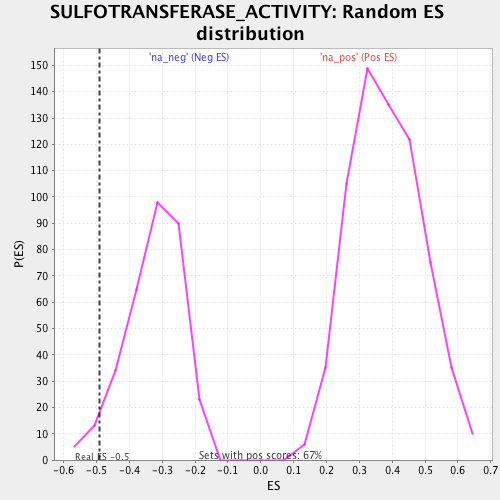 SULFOTRANSFERASE_ACTIVITY: Random ES
distribution
'na_neg' (Neg ES) 'na_pos' (Pos ES)
150
140
130
120
110
100
90
80
70
60
50
40
30
20
10
0
P(ES)
Real ES -0.5 Sets with pos scores: 67%
-0.6 -0.5 -0.4 -0.3 -0.2 -0.1 0.0 0.1 0.2 0.3 0.4 0.5 0.6 0.7
ES